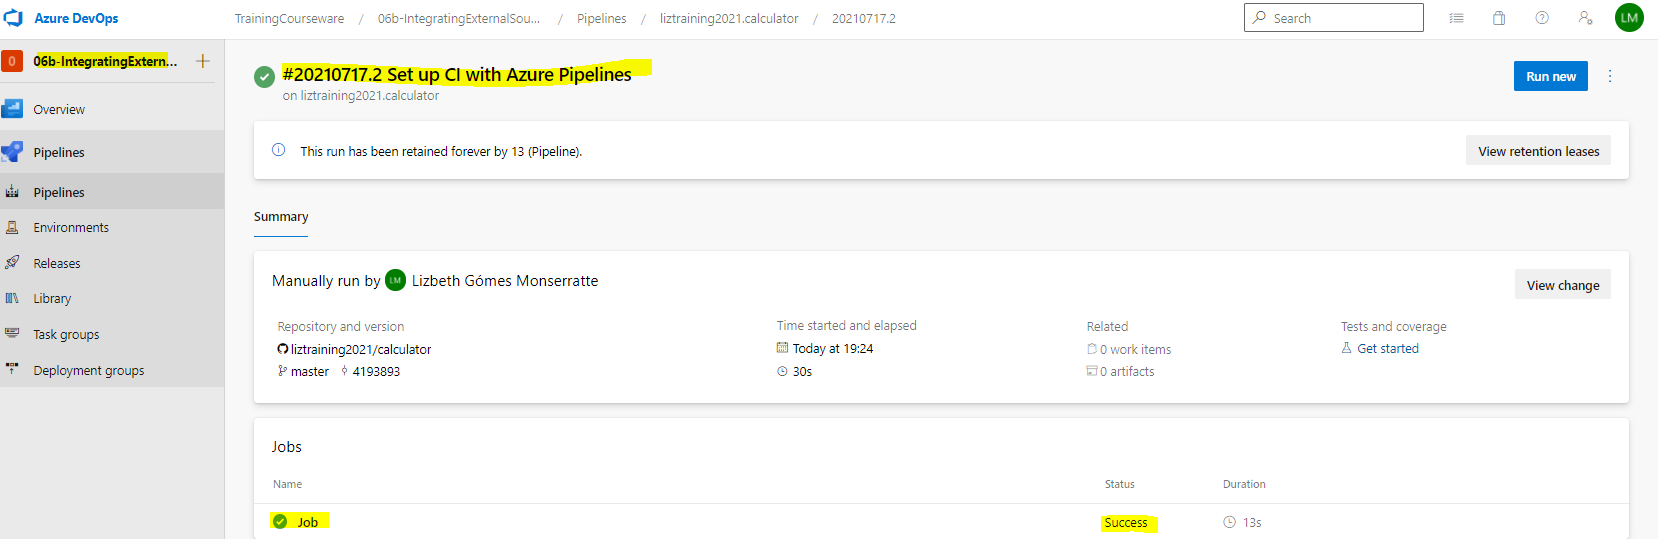 Azure DevOps
TrainingCourseware / 06b-IntegratingExternalSou... / Pipelines / liztraining2021.calculator / 20210717.2
Search
LM
0 06b-IntegratingExtern... +
Overview
Pipelines
Pipelines
Environments
Releases
Library
Task groups
Deployment groups
#20210717.2 Set up CI with Azure Pipelines
on liztraining2021.calculator
Run new
This run has been retained forever by 13 (Pipeline).
View retention leases
Summary
Manually run by LM Lizbeth Gómes Monserratte
View change
Repository and version
liztraining2021/calculator
master 4193893
Time started and elapsed
Today at 19:24
30s
Related
0 work items
0 artifacts
Tests and coverage
Get started
Jobs
Name Status Duration
Job Success 13s